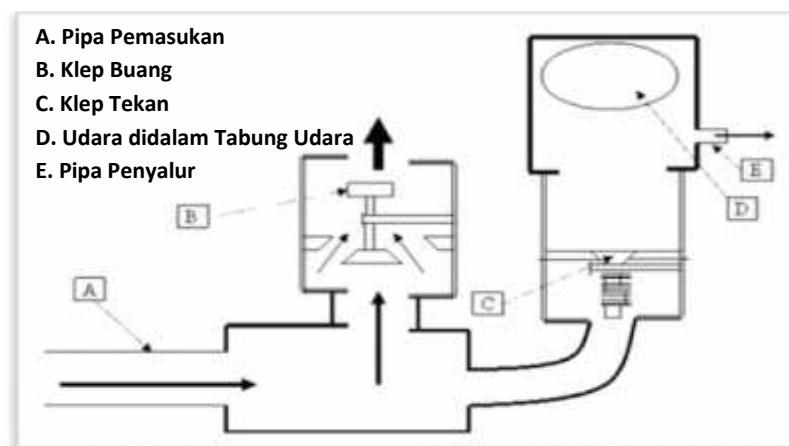 A. Pipa Pemasukan
B. Klep Buang
C. Klep Tekan
D. Udara didalam Tabung Udara
E. Pipa Penyalur
B
E
D
A
C